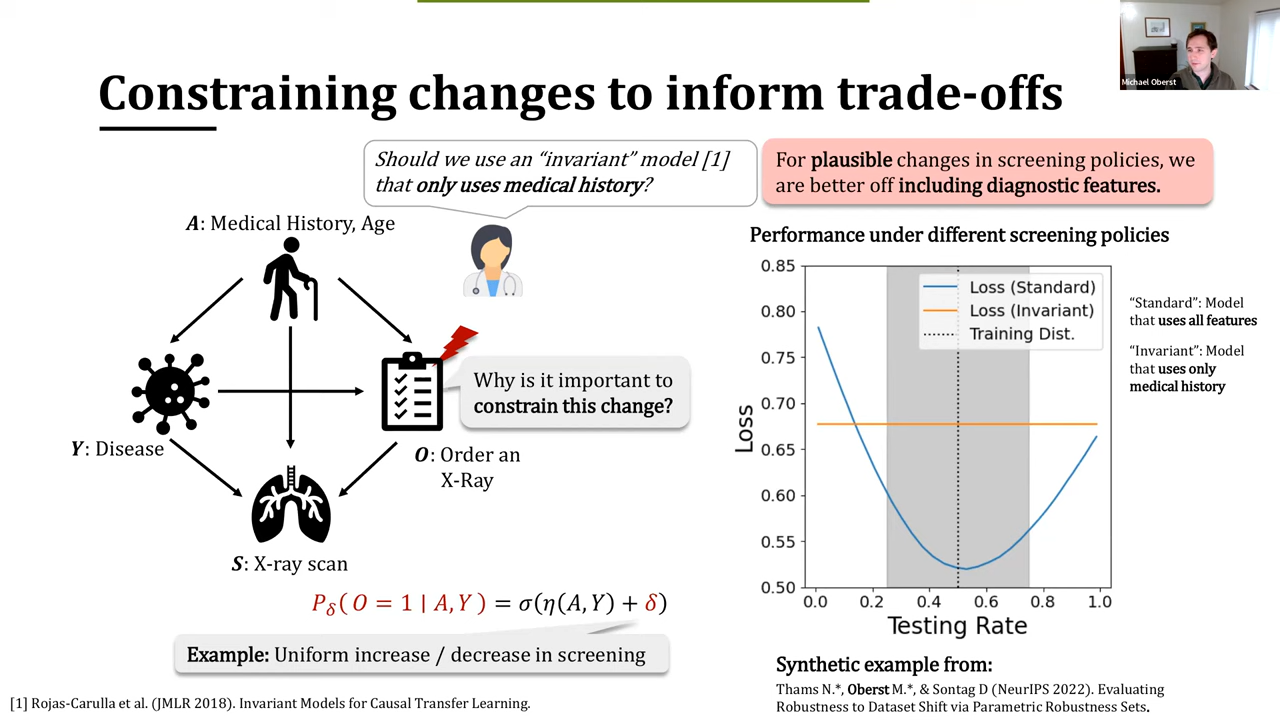 Michael Oberst
Constraining changes to inform trade-offs
Should we use an “invariant” model [1]
that only uses medical history?
For plausible changes in screening policies, we
are better off including diagnostic features.
A: Medical History, Age
Y: Disease
O: Order an
X-Ray
S: X-ray scan
Why is it important to
constrain this change?
Pδ( O = 1 | A, Y ) = σ(η(A, Y) + δ)
Example: Uniform increase / decrease in screening
Performance under different screening policies
Loss (Standard)
Loss (Invariant)
Training Dist.
Loss
0.85
0.80
0.75
0.70
0.65
0.60
0.55
0.50
0.0 0.2 0.4 0.6 0.8 1.0
Testing Rate
“Standard”: Model
that uses all features
“Invariant”: Model
that uses only
medical history
Synthetic example from:
Thams N.*, Oberst M.*, & Sontag D (NeurIPS 2022). Evaluating
Robustness to Dataset Shift via Parametric Robustness Sets.
[1] Rojas-Carulla et al. (JMLR 2018). Invariant Models for Causal Transfer Learning.